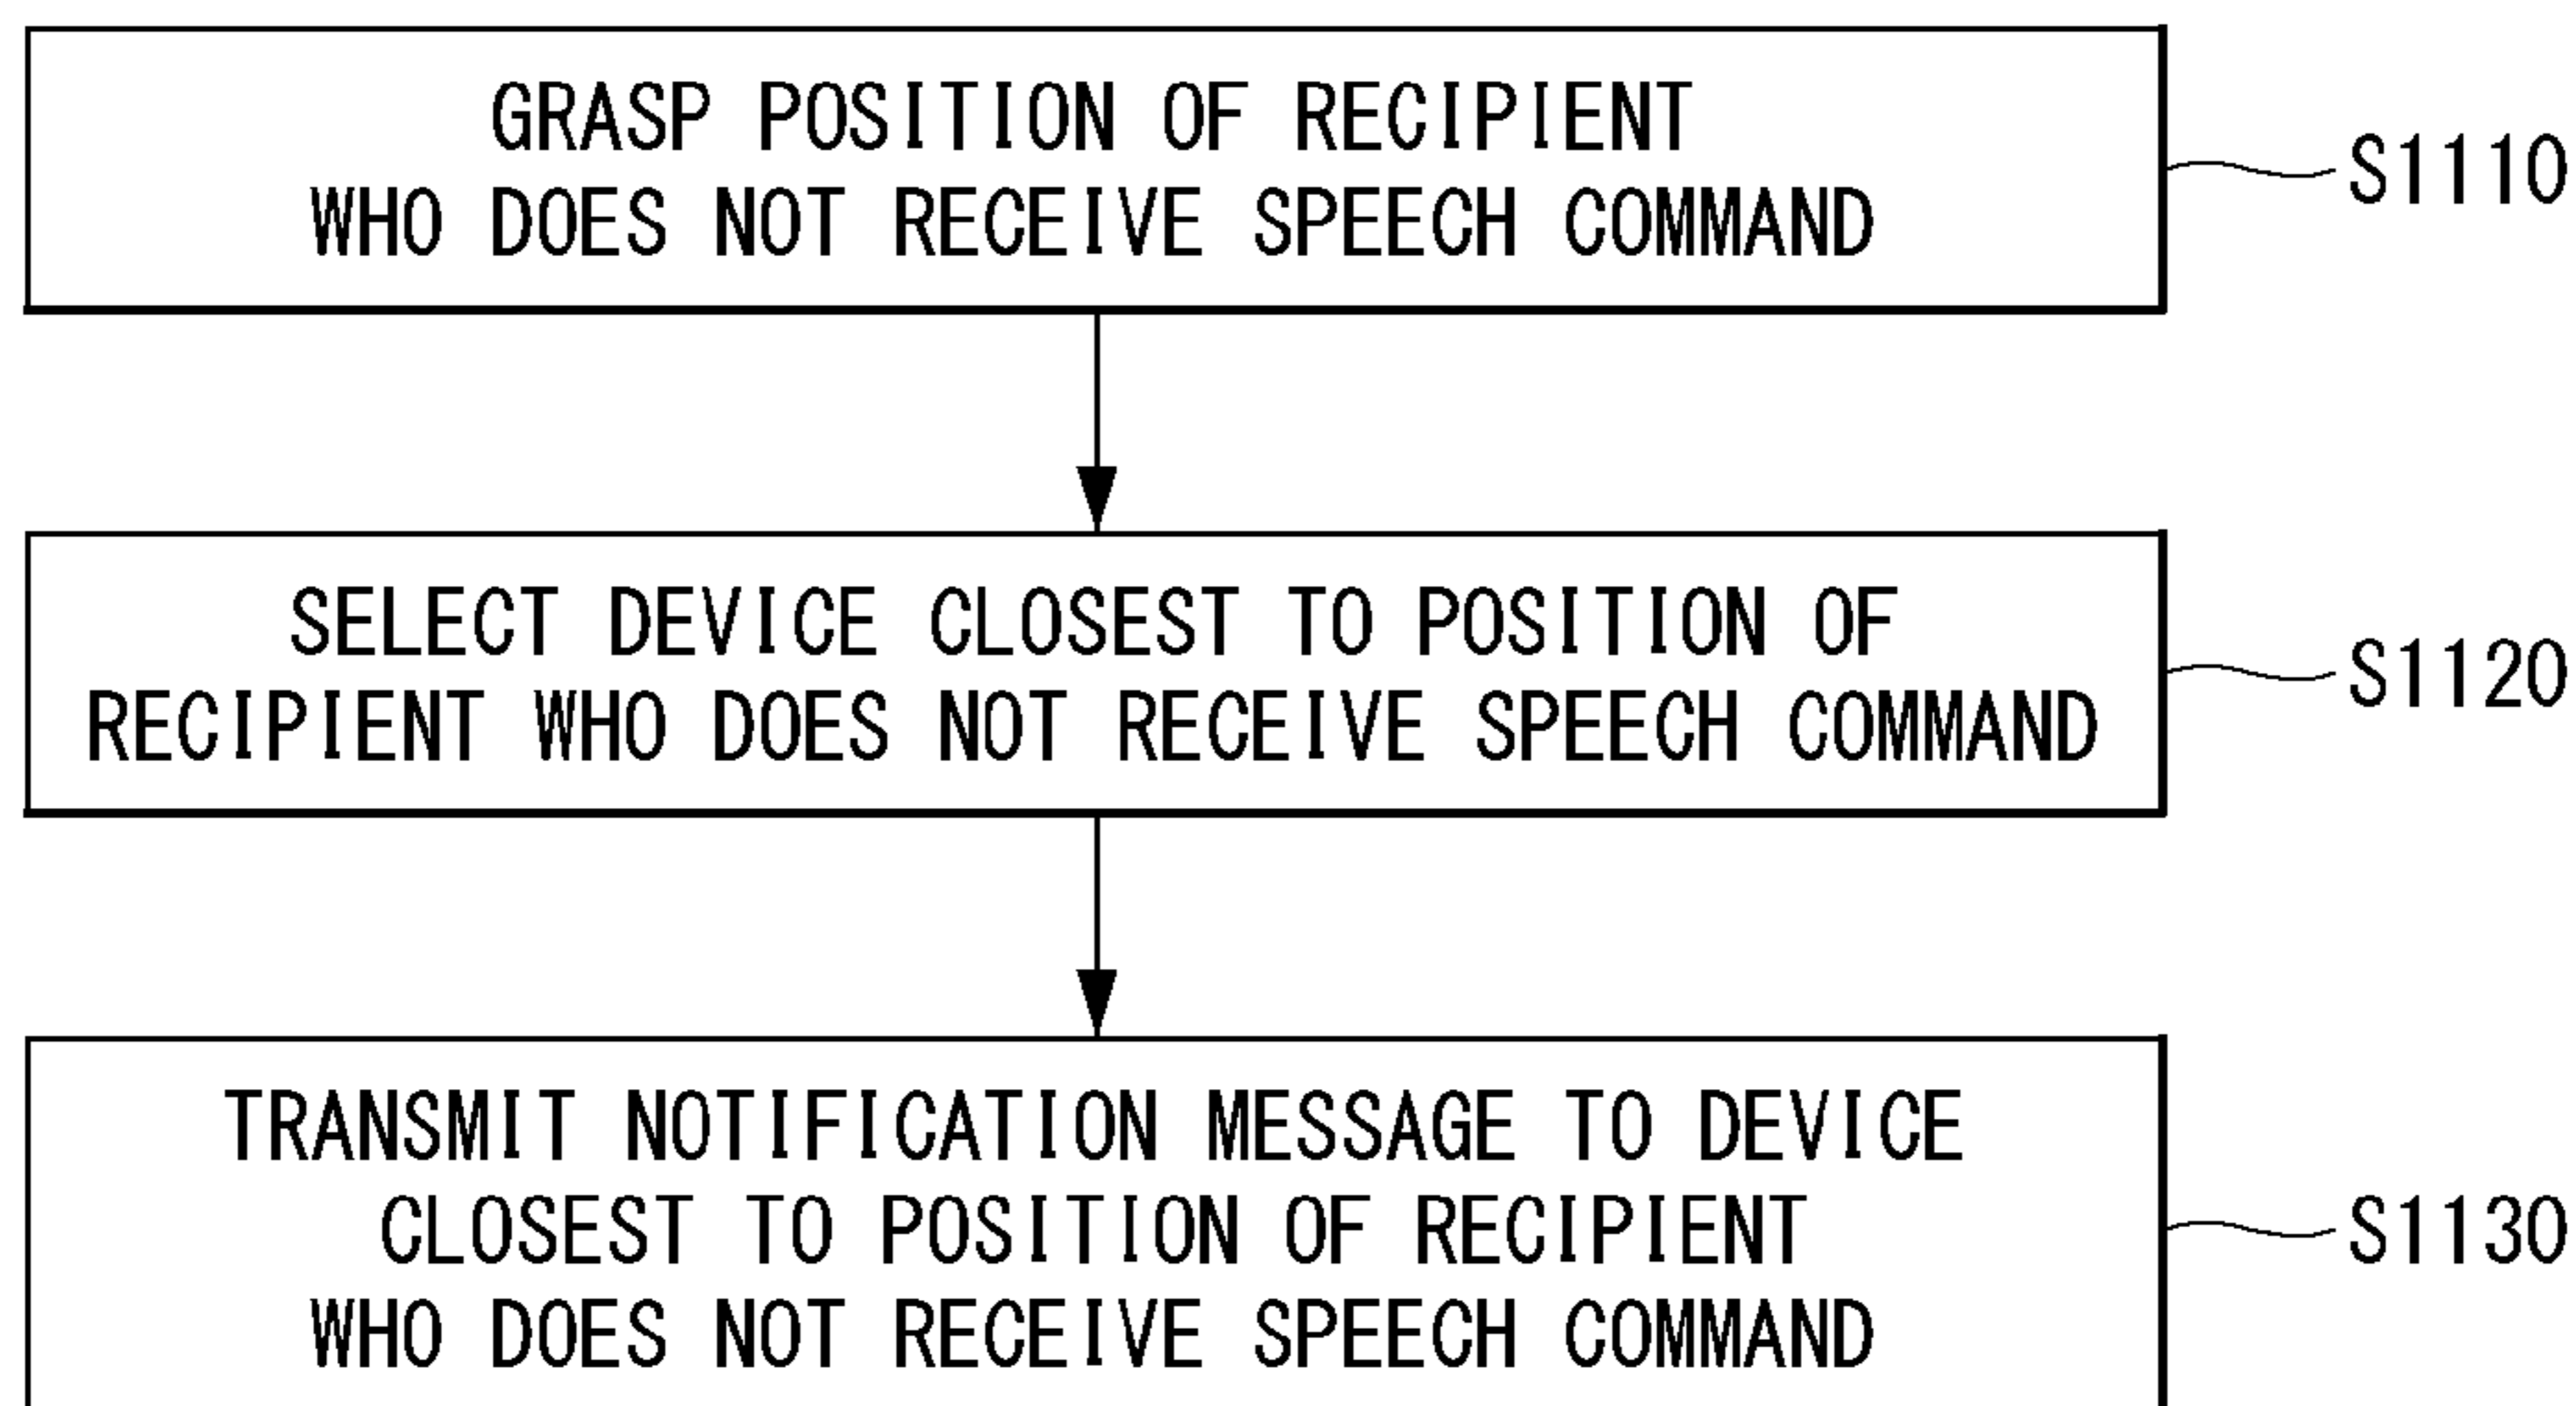 GRASP POSITION OF RECIPIENT
WHO DOES NOT RECEIVE SPEECH COMMAND
S1110
SELECT DEVICE CLOSEST TO POSITION OF
RECIPIENT WHO DOES NOT RECEIVE SPEECH COMMAND
S1120
TRANSMIT NOTIFICATION MESSAGE TO DEVICE
CLOSEST TO POSITION OF RECIPIENT
WHO DOES NOT RECEIVE SPEECH COMMAND
S1130